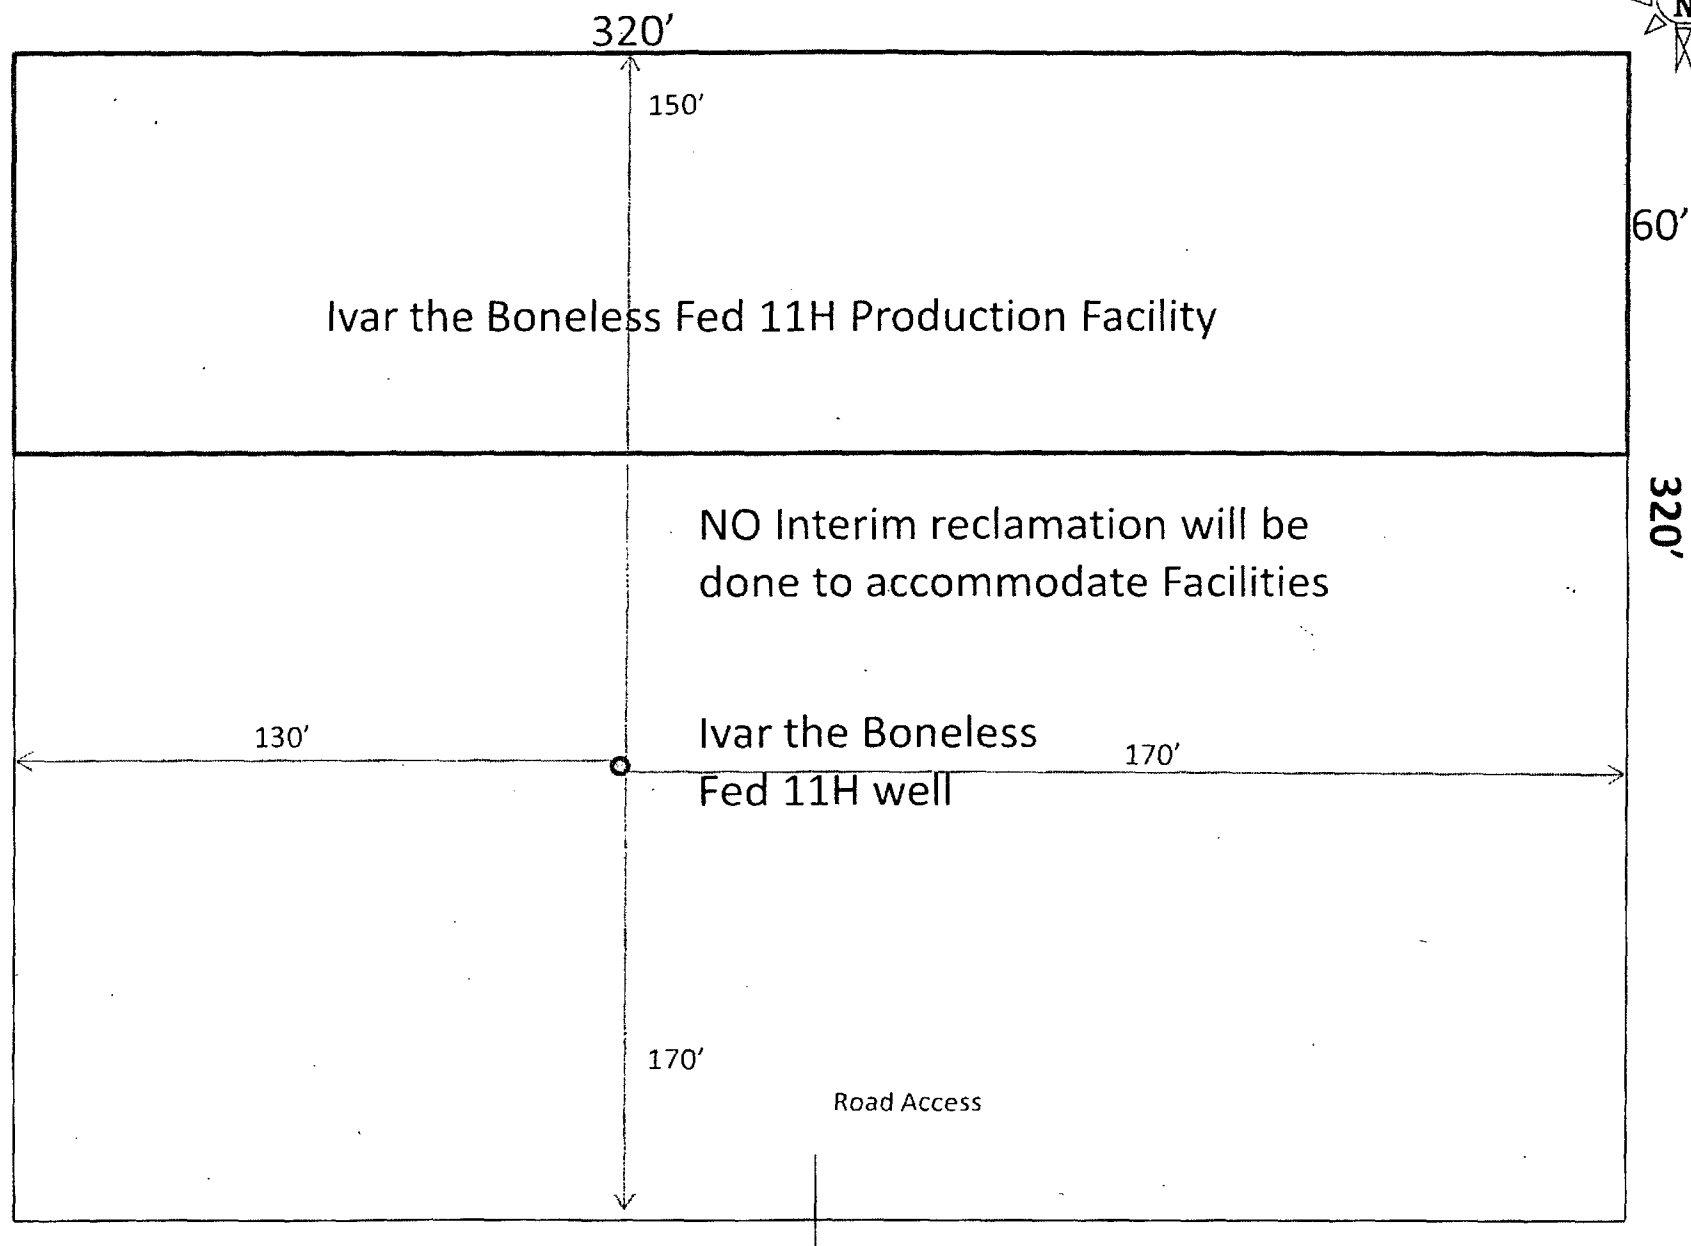 N
320'
150'
60'
Ivar the Boneless Fed 11H Production Facility
320'
NO Interim reclamation will be
done to accommodate Facilities
130'
Ivar the Boneless
170'
Fed 11H well
170'
Road Access